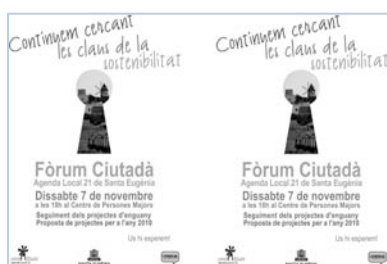 Continuem cercant
les claus de la
sostenibilitat
Fòrum Ciutadà
Agenda Local 21 de Santa Eugènia
Dissabte 7 de novembre
a les 18h al Centre de Persones Majors
Seguiment dels projectes d'enguany
Proposta de projectes per a l'any 2010
Us hi esperem!
Continuem cercant
les claus de la
sostenibilitat
Fòrum Ciutadà
Agenda Local 21 de Santa Eugènia
Dissabte 7 de novembre
a les 18h al Centre de Persones Majors
Seguiment dels projectes d'enguany
Proposta de projectes per a l'any 2010
Us hi esperem!